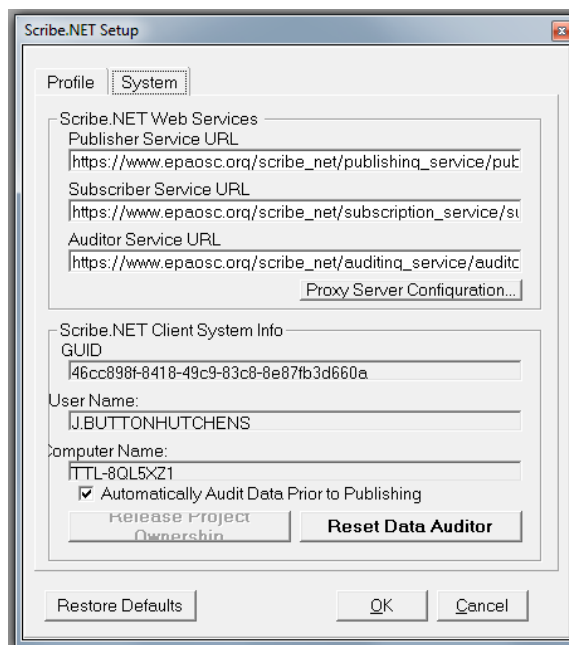 Scribe.NET Setup
Profile
System
Scribe.NET Web Services
Publisher Service URL
https://www.epaosc.org/scribe_net/publishing_service/pub
Subscriber Service URL
https://www.epaosc.org/scribe_net/subscription_service/su
Auditor Service URL
https://www.epaosc.org/scribe_net/auditing_service/auditc
Proxy Server Configuration...
Scribe.NET Client System Info
GUID
46cc898f-8418-49c9-83c8-8e87fb3d660a
User Name:
J.BUTTONHUTCHENS
Computer Name:
TTL-8QL5XZ1
Automatically Audit Data Prior to Publishing
Release Project
Ownership
Reset Data Auditor
Restore Defaults
OK
Cancel